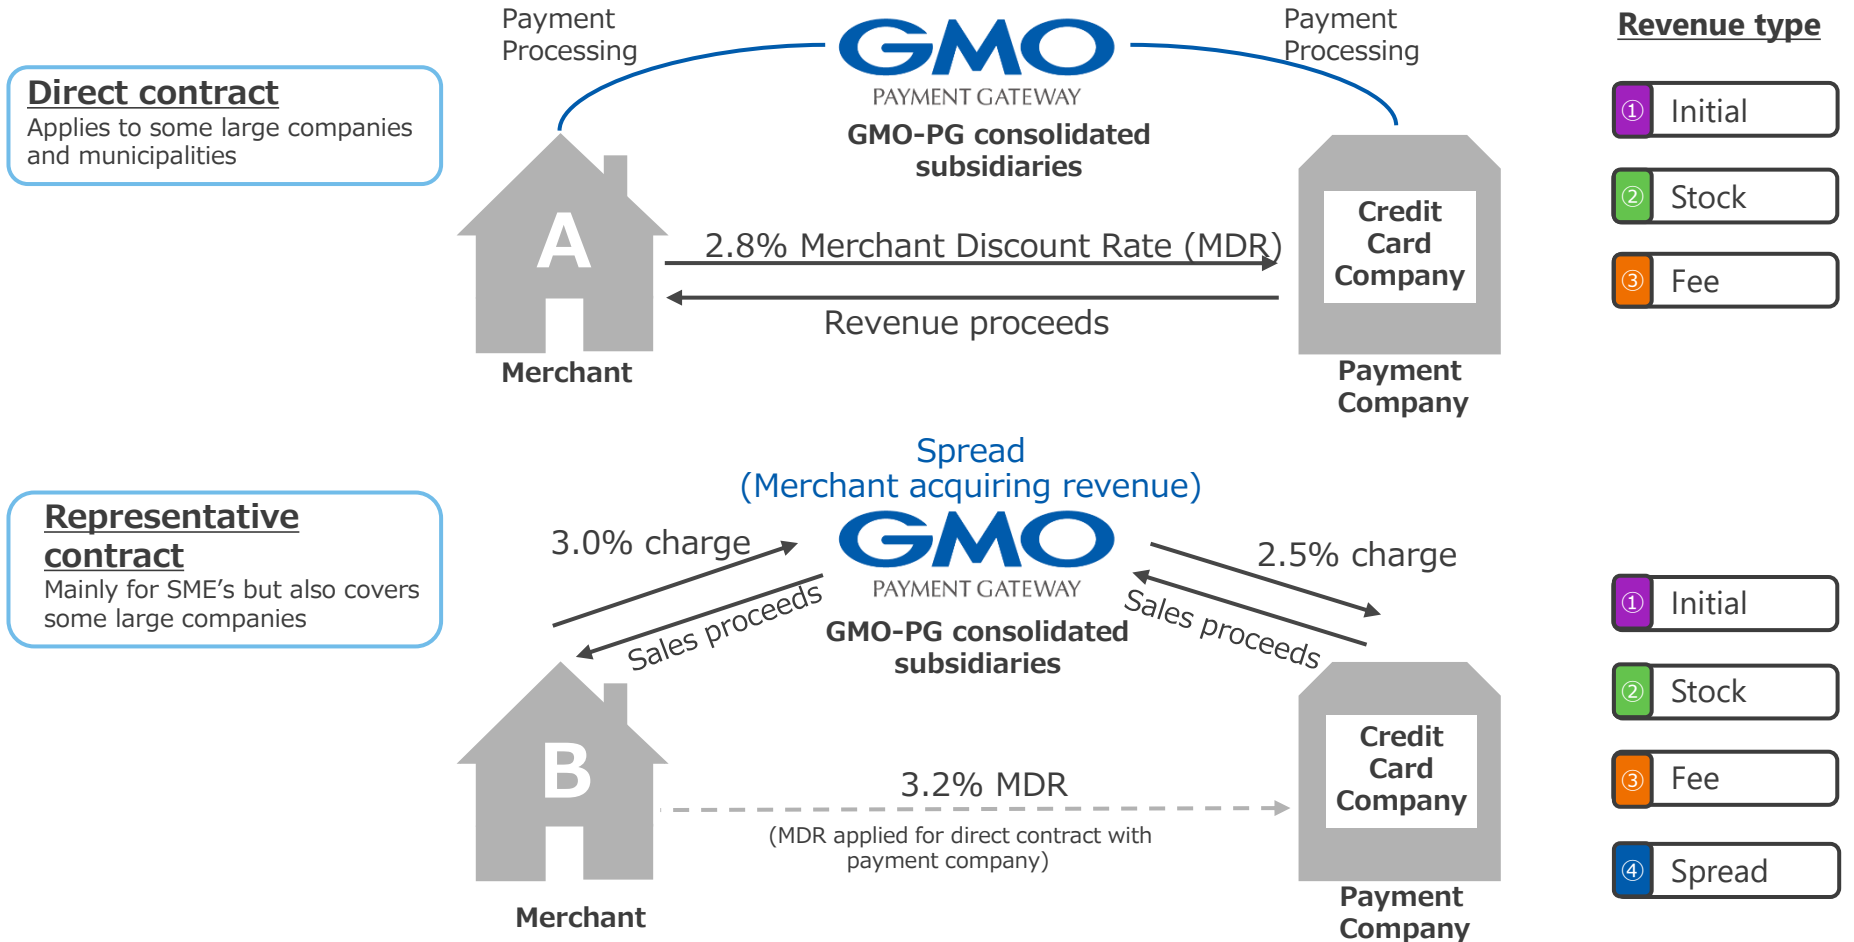 Payment
Processing
GMO
PAYMENT GATEWAY
GMO-PG consolidated
subsidiaries
Payment
Processing
Revenue type
Direct contract
Applies to some large companies
and municipalities
① Initial
② Stock
③ Fee
A
2.8% Merchant Discount Rate (MDR)
Revenue proceeds
Credit
Card
Company
Merchant
Payment
Company
Spread
(Merchant acquiring revenue)
Representative
contract
Mainly for SME's but also covers
some large companies
3.0% charge
Sales proceeds
GMO
PAYMENT GATEWAY
GMO-PG consolidated
subsidiaries
2.5% charge
Sales proceeds
① Initial
② Stock
③ Fee
④ Spread
B
3.2% MDR
(MDR applied for direct contract with
payment company)
Credit
Card
Company
Merchant
Payment
Company